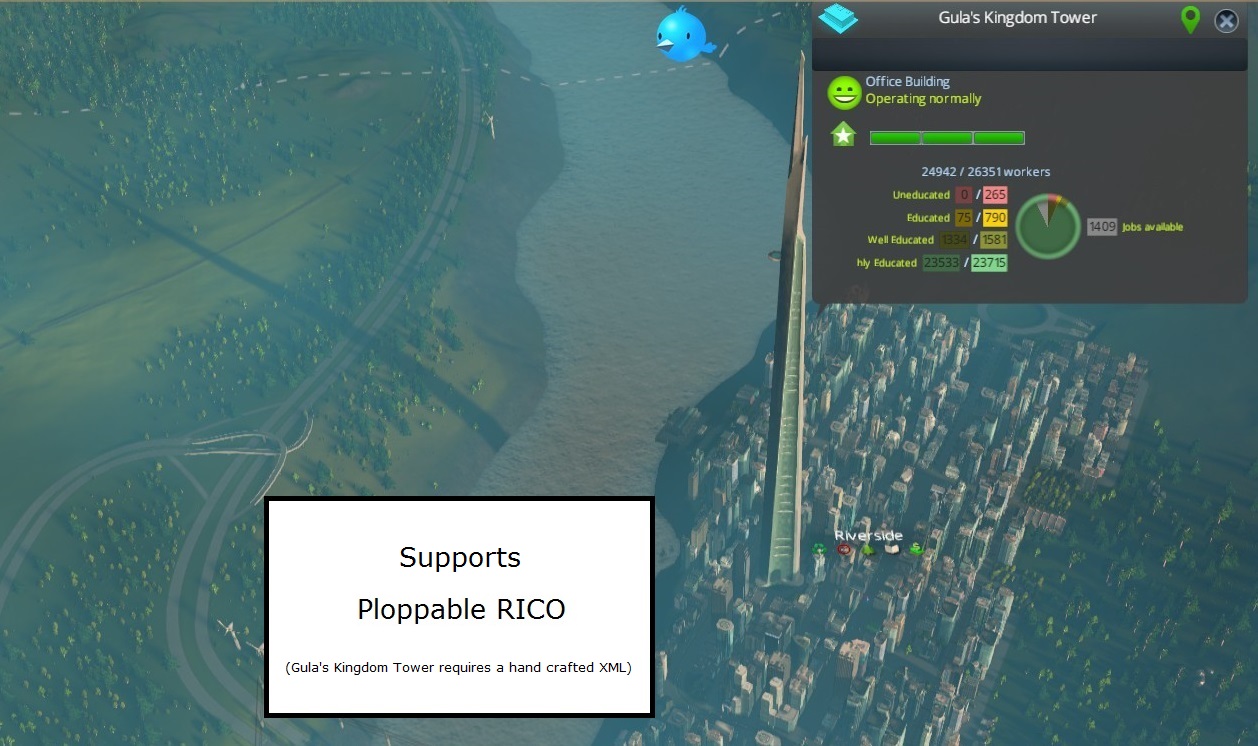 Gula's Kingdom Tower
Office Building
Operating normally
24942 / 26351 workers
Uneducated 0 / 265
Educated 75 / 790
Well Educated 1334 / 1581
hly Educated 23533 / 23715
1409 Jobs available
Riverside
Supports
Ploppable RICO
(Gula's Kingdom Tower requires a hand crafted XML)